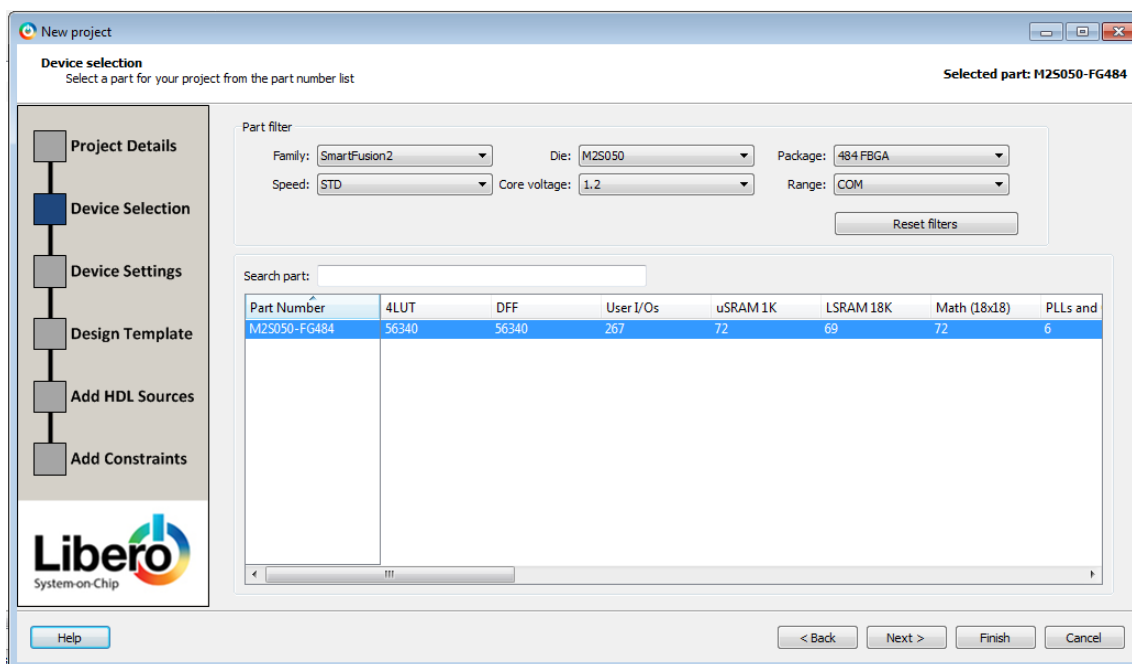 New project
Device selection
Select a part for your project from the part number list
Selected part: M2S050-FG484
Project Details
Device Selection
Device Settings
Design Template
Add HDL Sources
Add Constraints
Libero
System-on-Chip
Part filter
Family: SmartFusion2 Die: M2S050 Package: 484 FBGA
Speed: STD Core voltage: 1.2 Range: COM
Reset filters
Search part:
Part Number 4LUT DFF User I/Os uSRAM 1K LSRAM 18K Math (18x18) PLLs and
M2S050-FG484 56340 56340 267 72 69 72 6
Help < Back Next > Finish Cancel